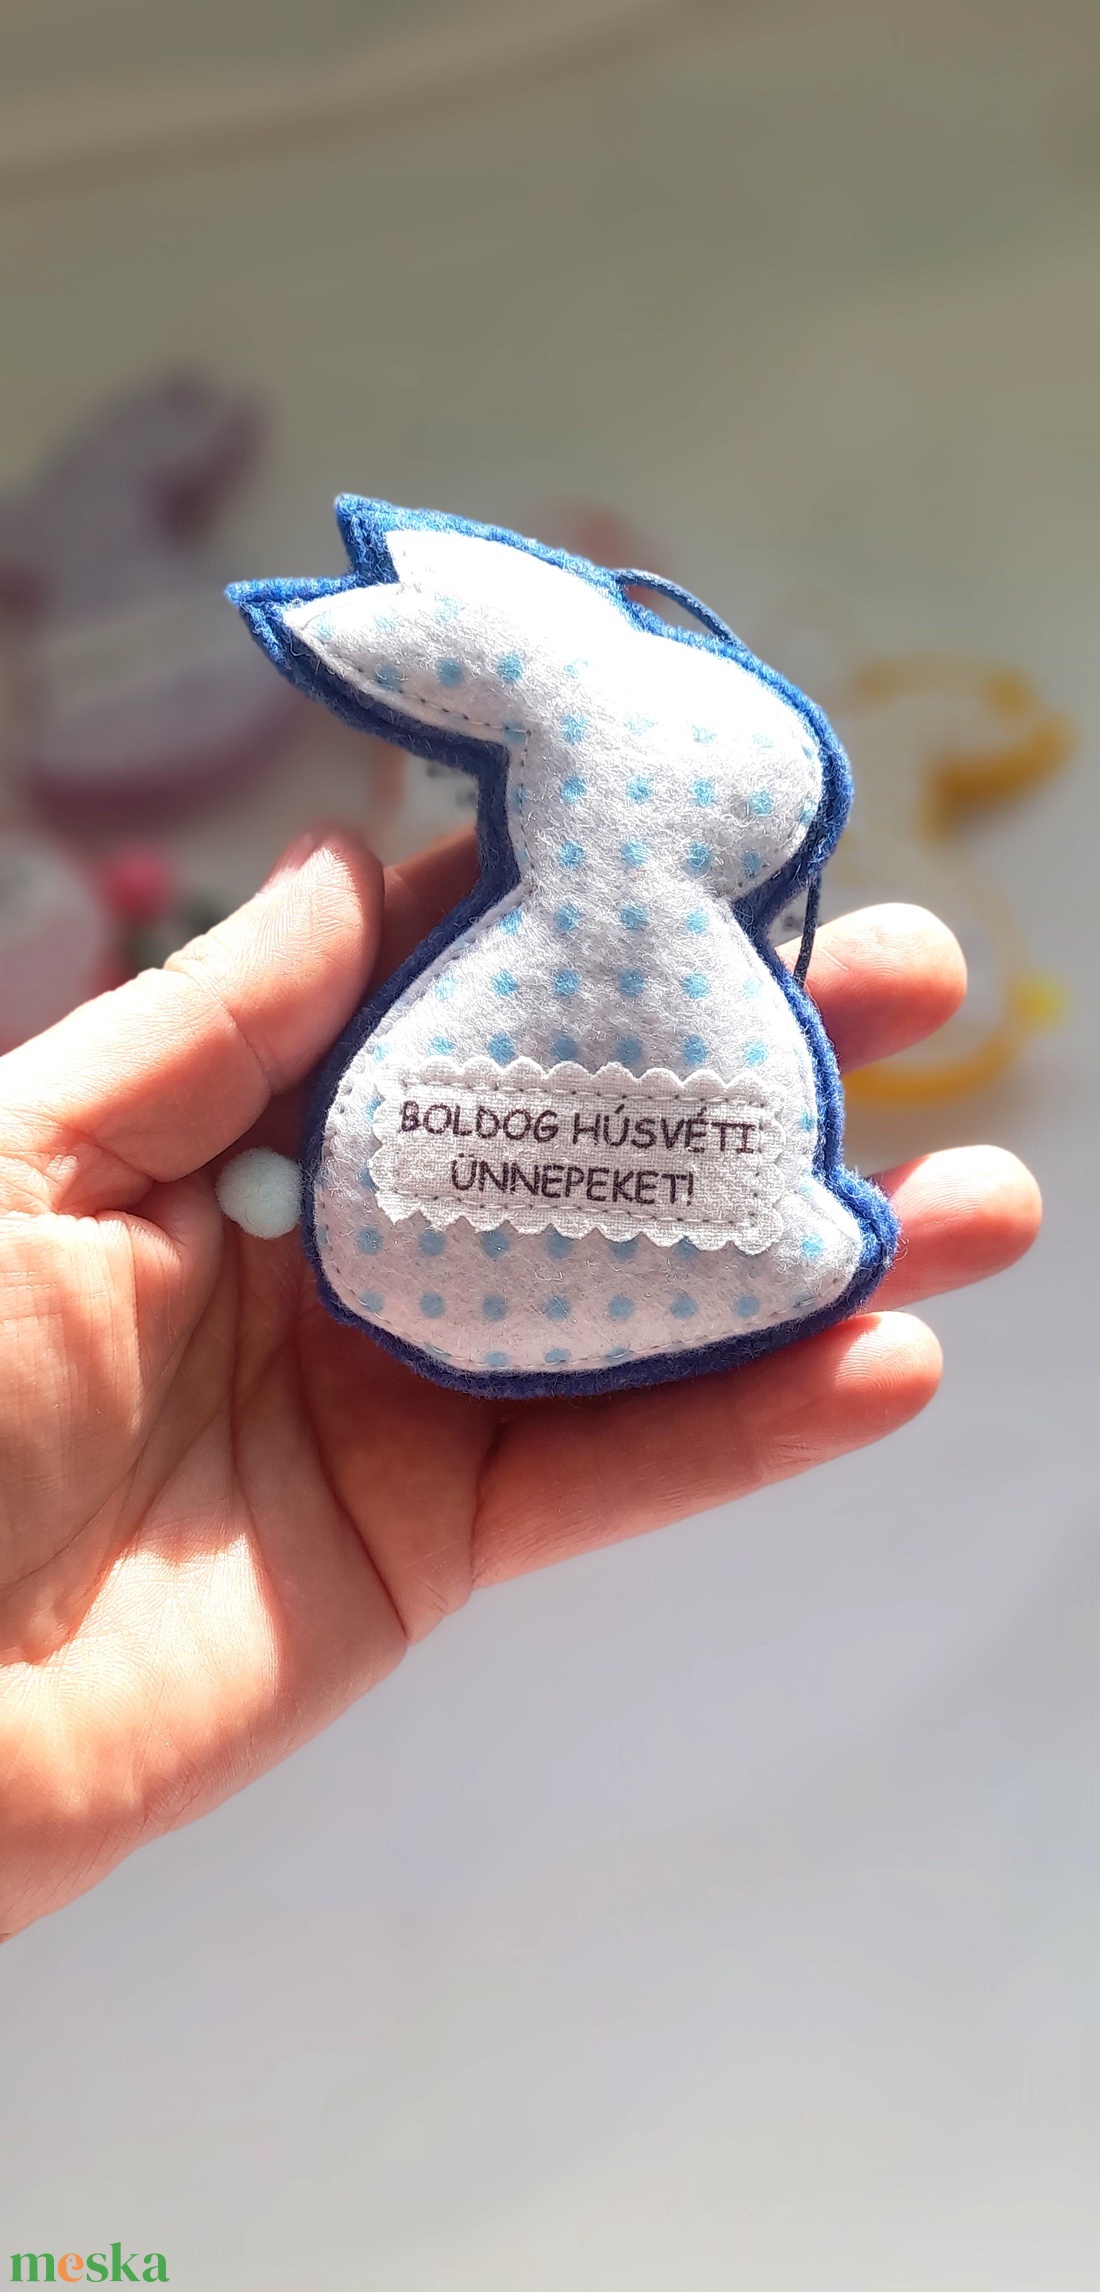 BOLDOG HÚSVÉTI
ÜNNEPEKET!
meska